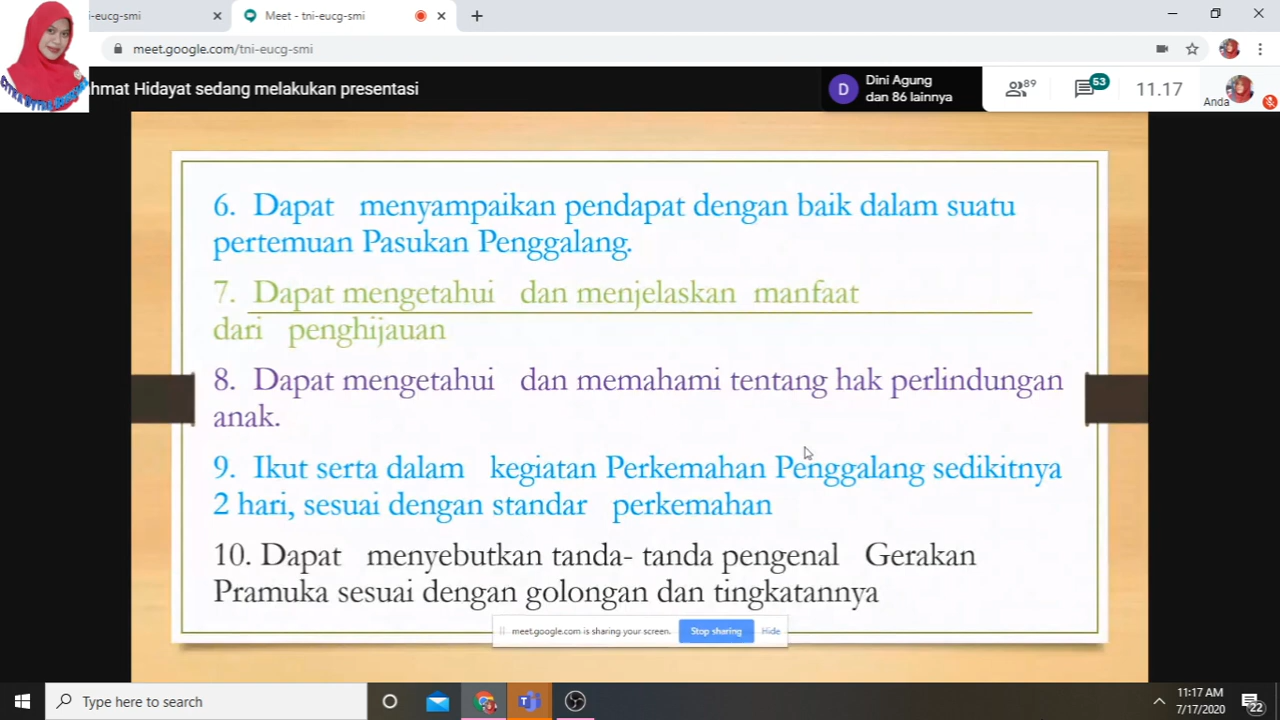 -eucg-smi
Meet - tni-eucg-smi
meet.google.com/tni-eucg-smi
hmat Hidayat sedang melakukan presentasi
D
Dini Agung
dan 86 lainnya
89
53
11.17
Anda
6. Dapat menyampaikan pendapat dengan baik dalam suatu
pertemuan Pasukan Penggalang.
7. Dapat mengetahui dan menjelaskan manfaat
dari penghijauan
8. Dapat mengetahui dan memahami tentang hak perlindungan
anak.
9. Ikut serta dalam kegiatan Perkemahan Penggalang sedikitnya
2 hari, sesuai dengan standar perkemahan
10. Dapat menyebutkan tanda- tanda pengenal Gerakan
Pramuka sesuai dengan golongan dan tingkatannya
meet.google.com is sharing your screen.
Stop sharing
Hide
Type here to search
11:17 AM
7/17/2020
22